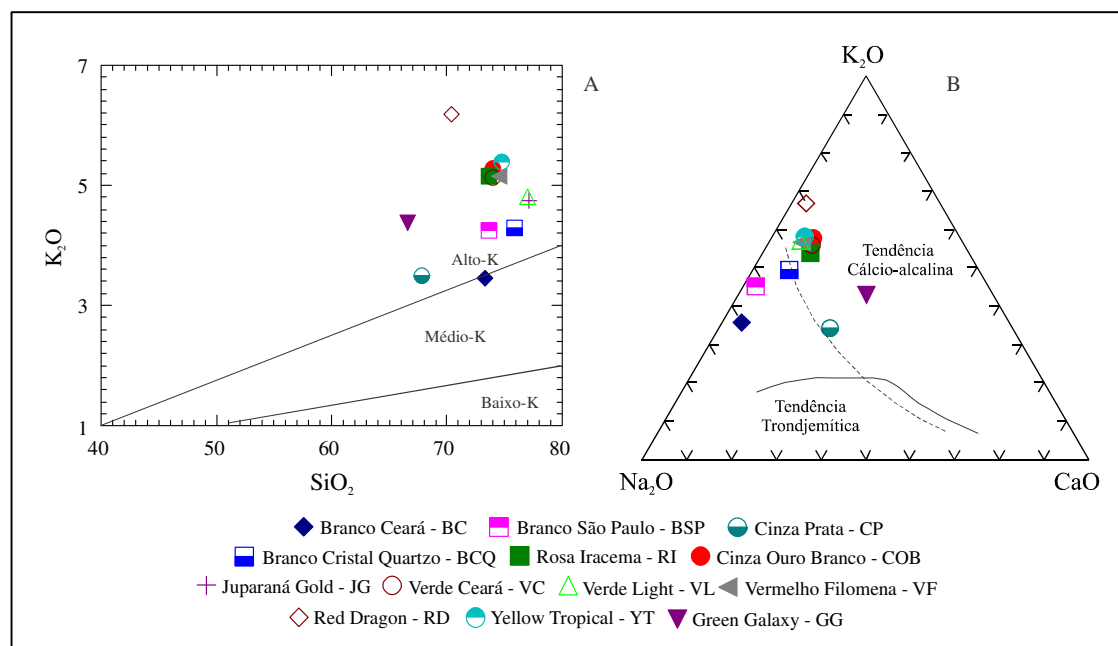 A
K₂O
7
5
3
1
Alto-K
Médio-K
Baixo-K
40
50
60
70
80
SiO₂
B
K₂O
Tendência
Cálcio-alcalina
Tendência
Trondjemítica
Na₂O
CaO
Branco Ceará - BC
Branco São Paulo - BSP
Cinza Prata - CP
Branco Cristal Quartzo - BCQ
Rosa Iracema - RI
Cinza Ouro Branco - COB
Juparaná Gold - JG
Verde Ceará - VC
Verde Light - VL
Vermelho Filomena - VF
Red Dragon - RD
Yellow Tropical - YT
Green Galaxy - GG